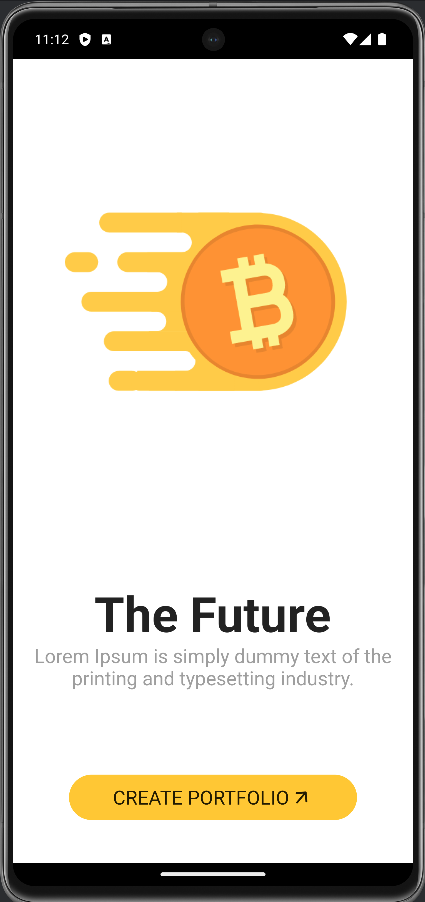 11:12
The Future
Lorem Ipsum is simply dummy text of the
printing and typesetting industry.
CREATE PORTFOLIO